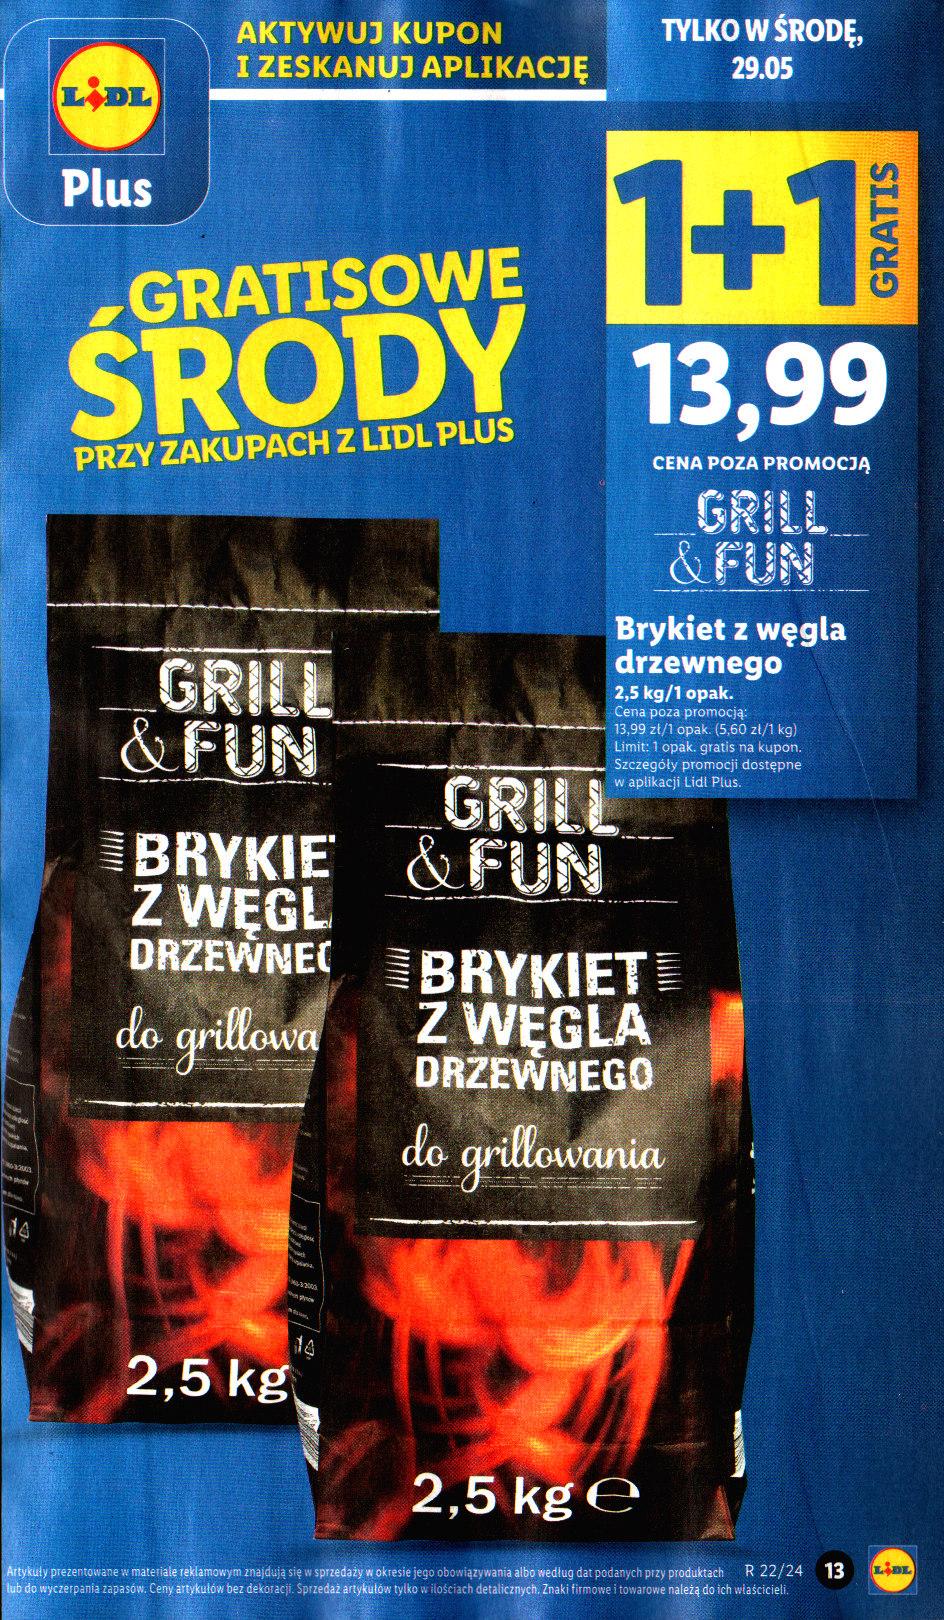 LIDL
Plus
AKTYWUJ KUPON
I ZESKANUJ APLIKACJĘ
TYLKO W ŚRODĘ,
29.05
1+1
GRATIS
GRATISOWE
ŚRODY
PRZY ZAKUPACH Z LIDL PLUS
13,99
CENA POZA PROMOCJĄ
GRILL
& FUN
Brykiet z węgla
drzewnego
2,5 kg/1 opak.
Cena poza promocją:
13,99 zł/1 opak. (5,60 zł/1 kg)
Limit: 1 opak. gratis na kupon.
Szczegóły promocji dostępne
w aplikacji Lidl Plus.
GRILL
& FUN
BRYKIE
Z WĘGL
DRZEWNE
do grillowa
2,5 kg
GRILL
& FUN
BRYKIET
Z WĘGLA
DRZEWNEGO
do grillowania
2,5 kg ℮
Artykuły prezentowane w materiale reklamowym znajdują się w sprzedaży w okresie jego obowiązywania albo według dat podanych przy produktach
lub do wyczerpania zapasów. Ceny artykułów bez dekoracji. Sprzedaż artykułów tylko w ilościach detalicznych. Znaki firmowe i towarowe należą do ich właścicieli.
R 22/24
13
LIDL